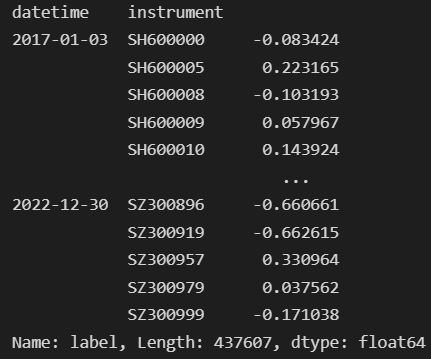 datetime    instrument
2017-01-03  SH600000     -0.083424
            SH600005      0.223165
            SH600008     -0.103193
            SH600009      0.057967
            SH600010      0.143924
                            ...
2022-12-30  SZ300896     -0.660661
            SZ300919     -0.662615
            SZ300957      0.330964
            SZ300979      0.037562
            SZ300999     -0.171038
Name: label, Length: 437607, dtype: float64